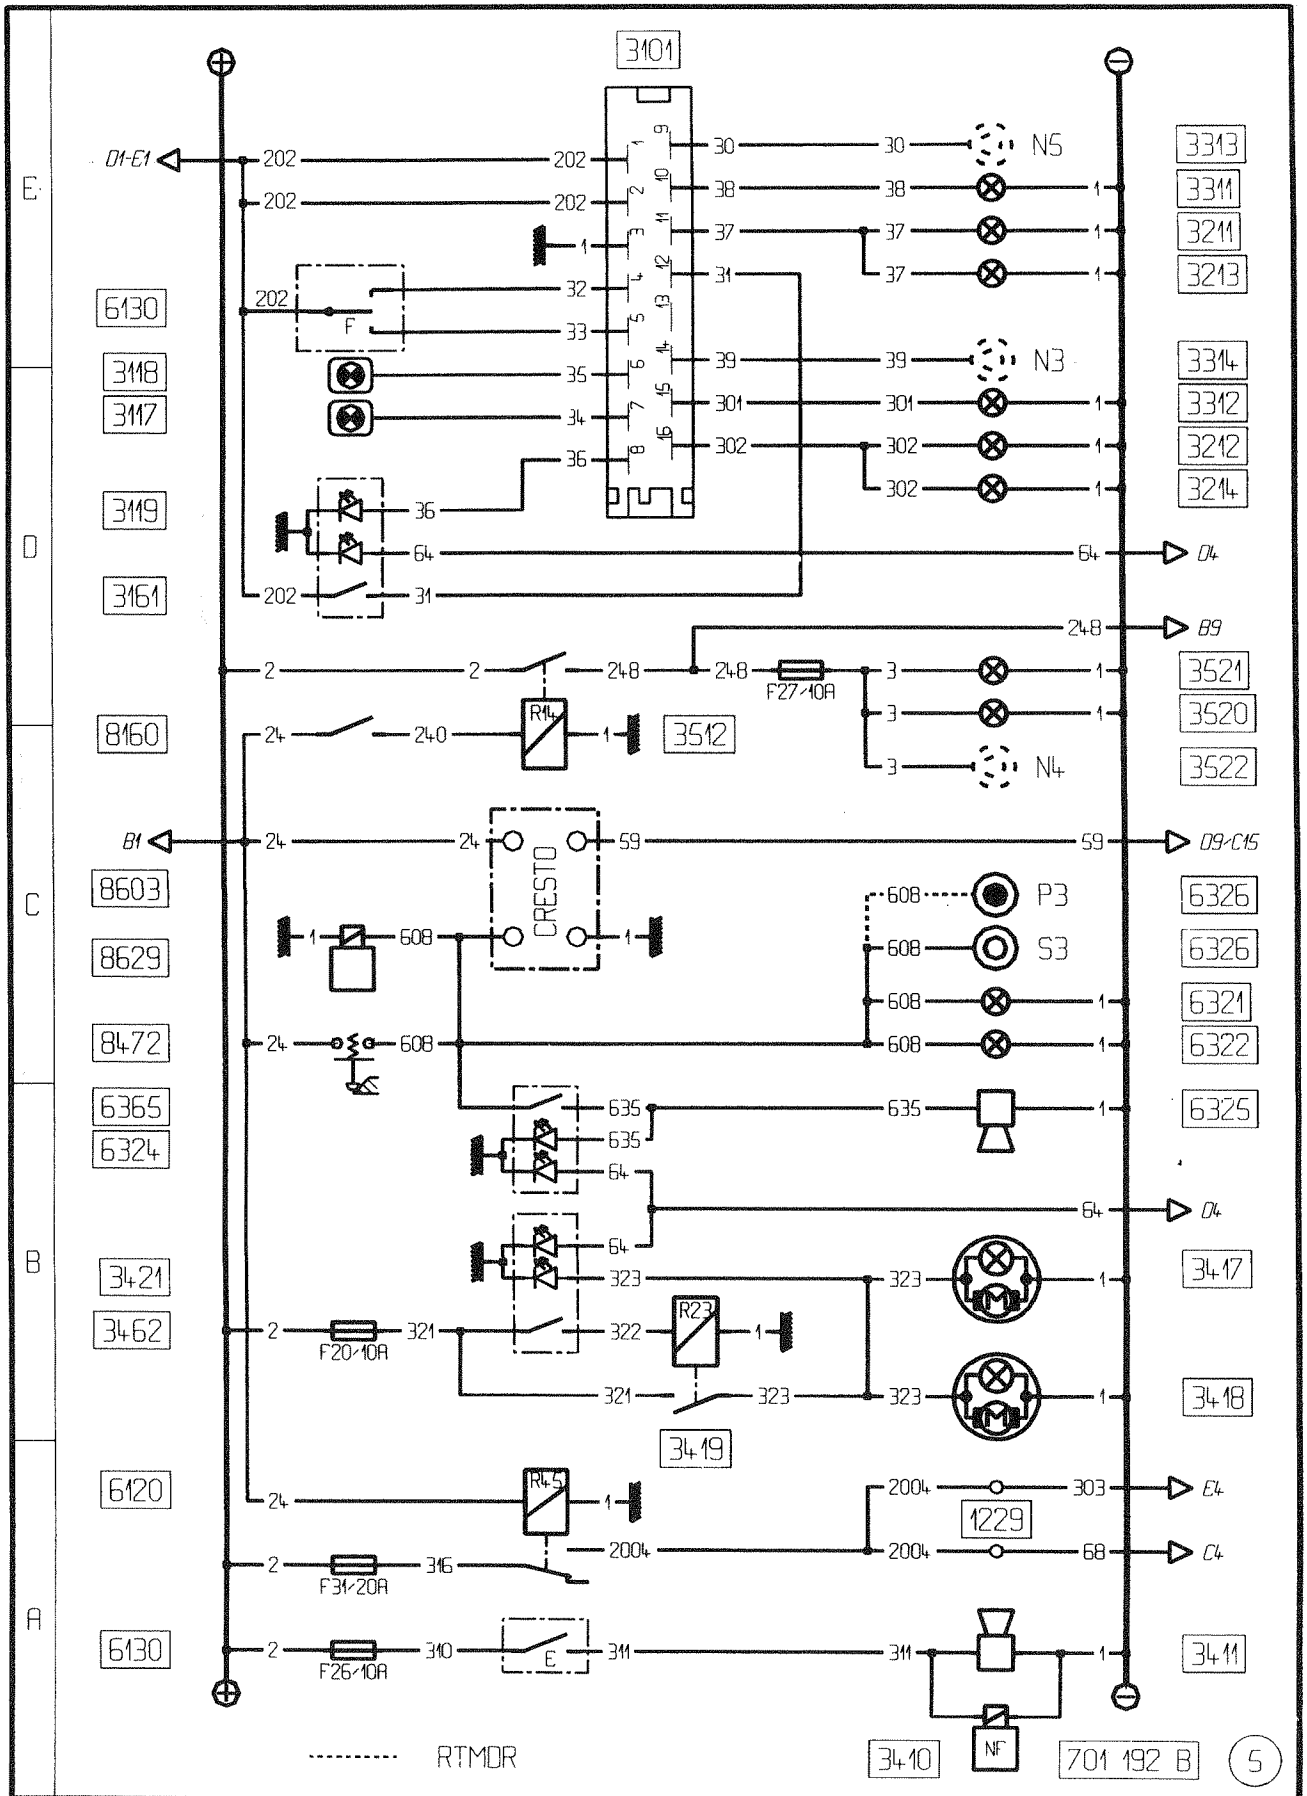 3101
D1-E1 202 202 1 9 30 30 N5 3313
E 202 202 2 10 38 38 1 3311
1 3 11 37 37 1 3211
12 31 37 1 3213
6130 202 F 32 4 13
33 5
3118 35 6 14 39 39 N3 3314
3117 34 7 15 301 301 1 3312
36 8 16 302 302 1 3212
302 1 3214
3119 36
D 64 64 D4
3161 202 31
248 B9
2 2 248 248 F27/10A 3 1 3521
3 1 3520
8160 24 240 R14 1 3512
3 N4 3522
B1 24 24 59 59 D9/C15
CRESTO
8603 608 P3 6326
C
1 608 1
8629 608 S3 6326
608 1 6321
8472 24 608 608 1 6322
6365 635 635 1 6325
6324 635
64
64 D4
B 64
3421 323 323 1 3417
3462 2 F20/10A 321 322 R23 1
321 323 323 1 3418
3419
6120 24 R45 1 2004 303 E4
1229
2 F31/20A 316 2004 2004 68 C4
A
6130 2 F26/10A 310 E 311 311 1 3411
RTMDR 3410 NF 701 192 B 5